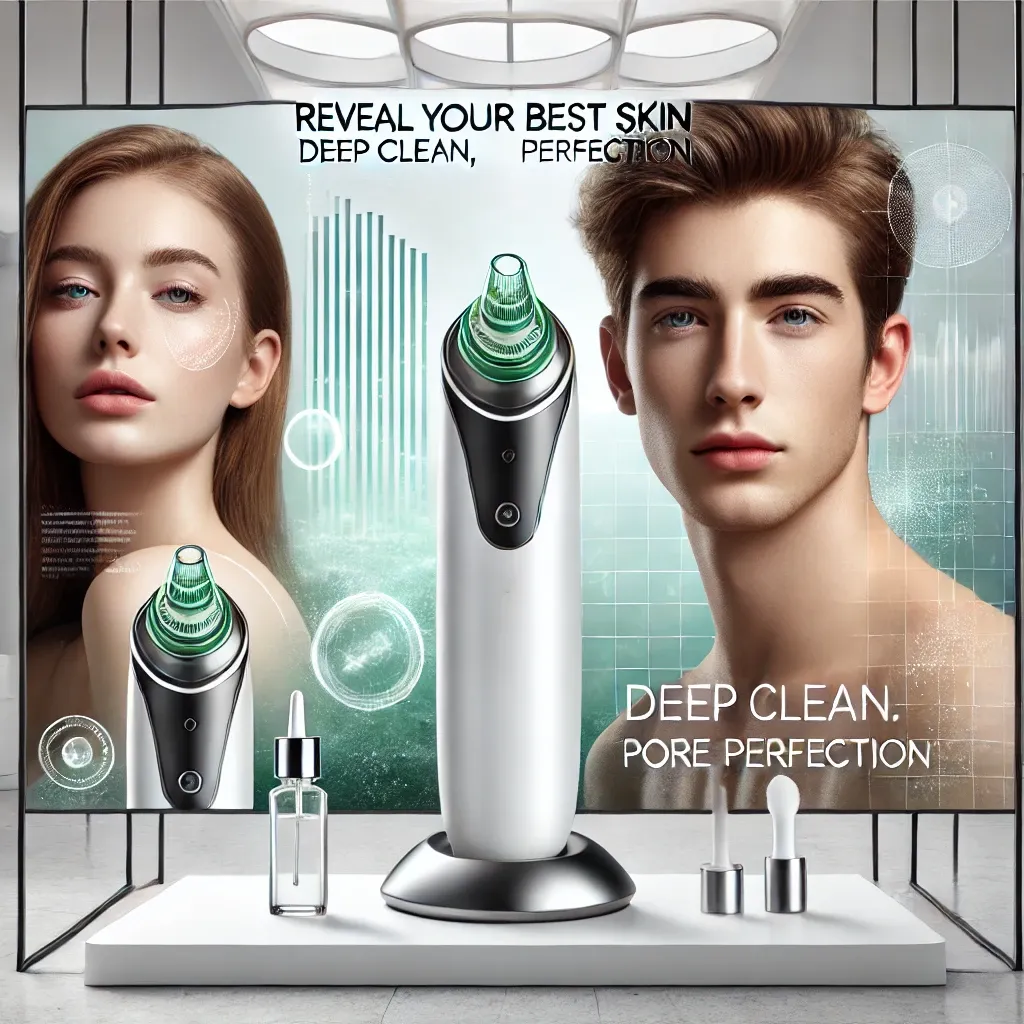 REVEAL YOUR BEST SKIN
DEEP CLEAN, PERFECTION
DEEP CLEAN.
PORE PERFECTION